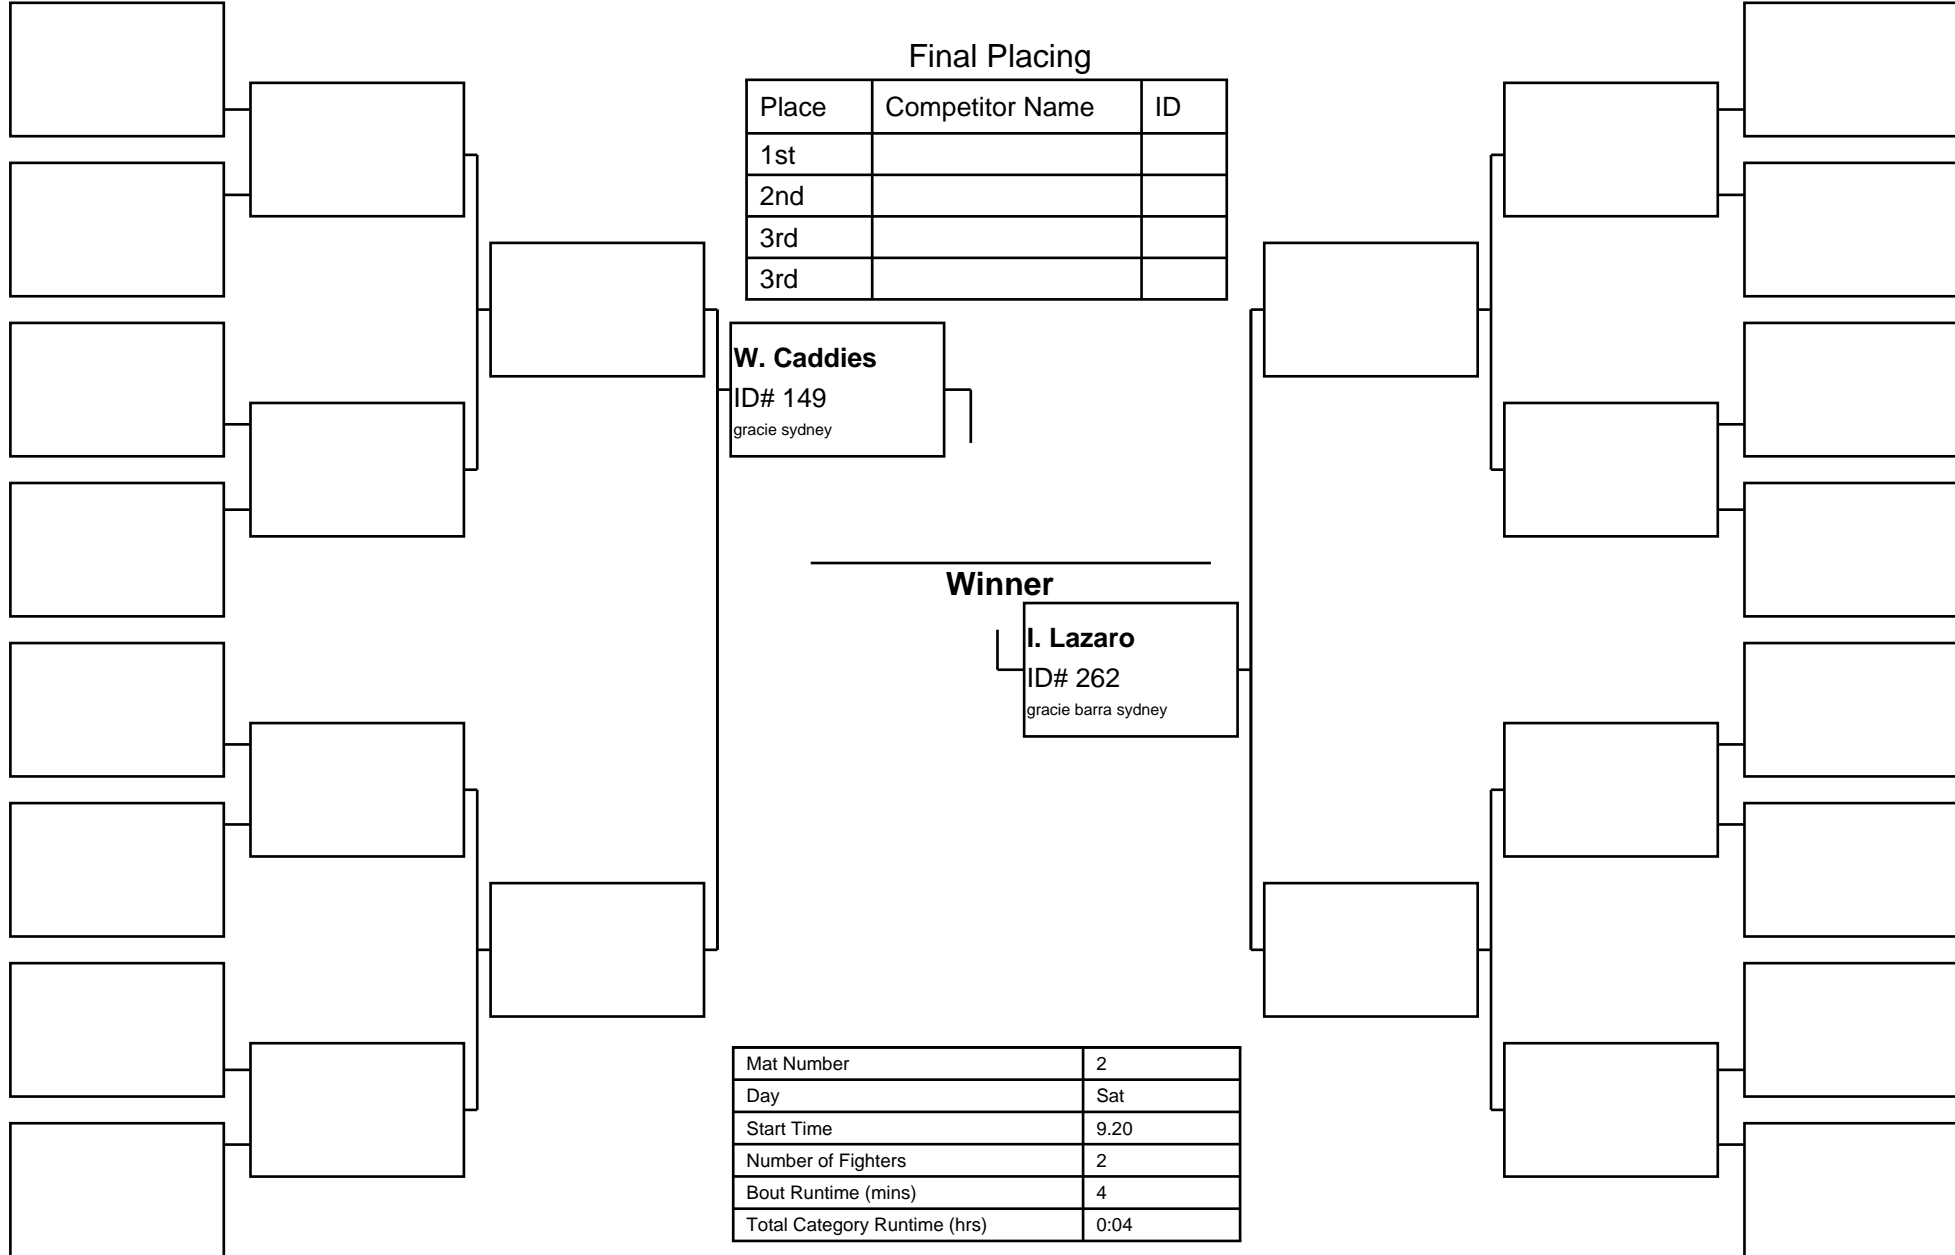 Final Placing
Place Competitor Name ID
1st
2nd
3rd
3rd
W. Caddies
ID# 149
gracie sydney
Winner
I. Lazaro
ID# 262
gracie barra sydney
Mat Number 2
Day Sat
Start Time 9.20
Number of Fighters 2
Bout Runtime (mins) 4
Total Category Runtime (hrs) 0:04